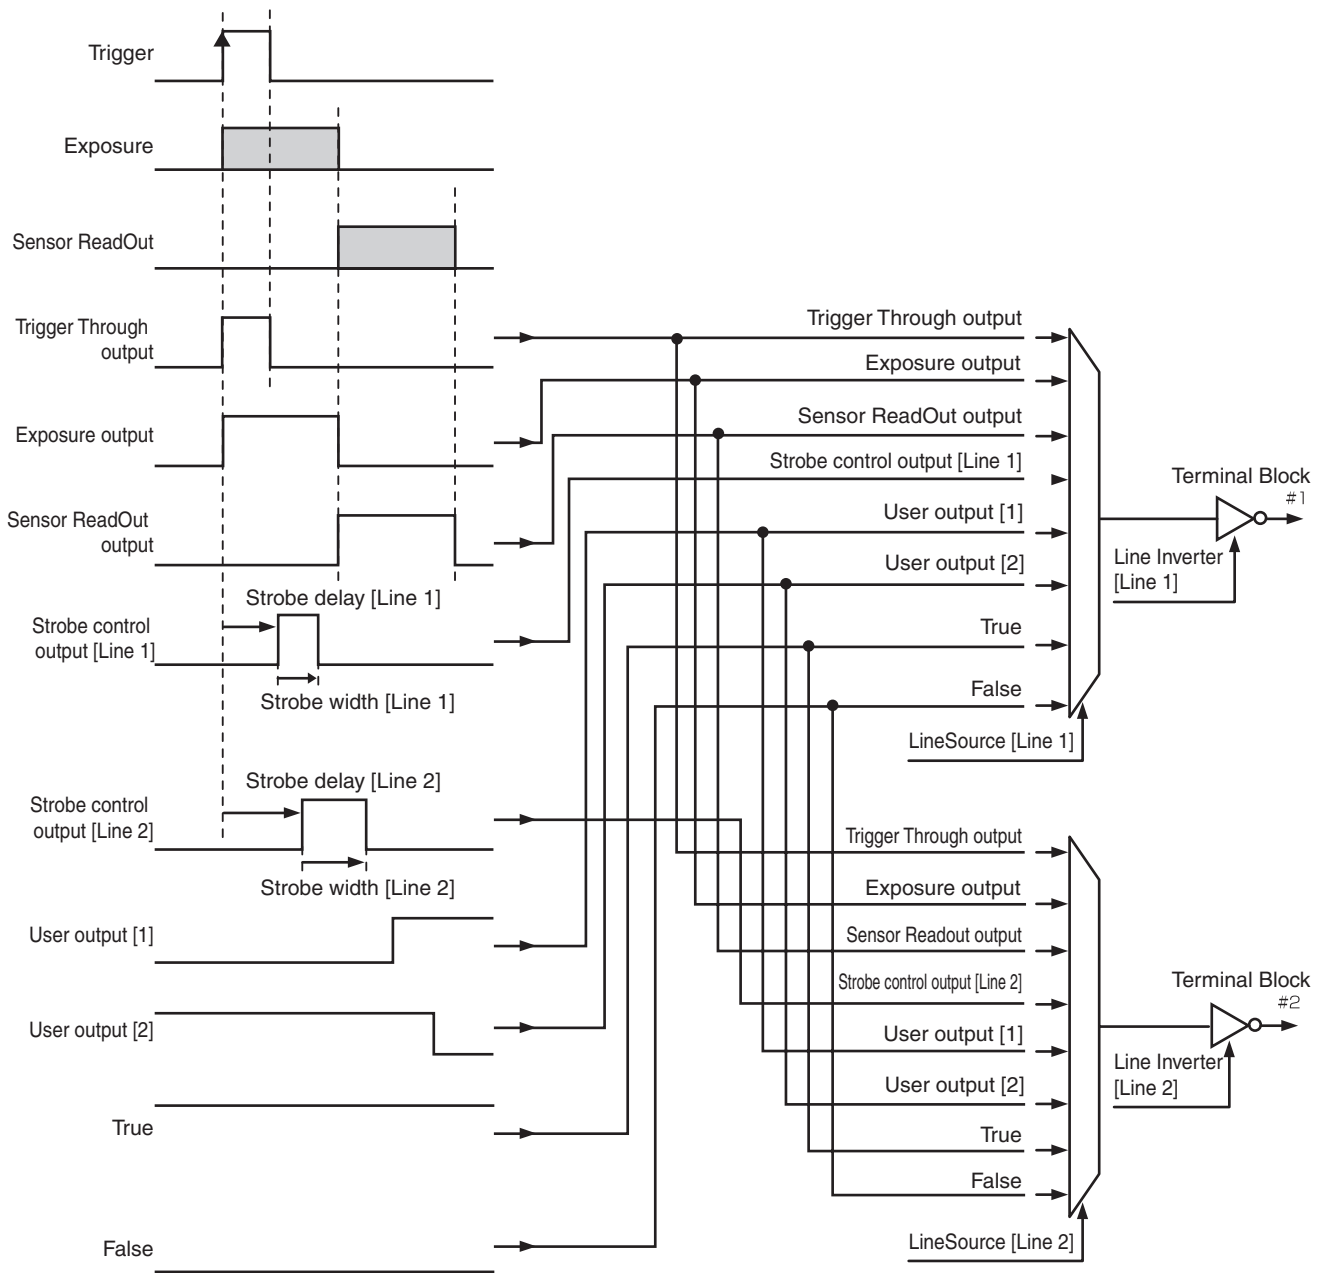 Trigger
Exposure
Sensor ReadOut
Trigger Through
output
Exposure output
Sensor ReadOut
output
Strobe delay [Line 1]
Strobe control
output [Line 1]
Strobe width [Line 1]
Strobe delay [Line 2]
Strobe control
output [Line 2]
Strobe width [Line 2]
User output [1]
User output [2]
True
False
Trigger Through output
Exposure output
Sensor ReadOut output
Strobe control output [Line 1]
User output [1]
User output [2]
True
False
LineSource [Line 1]
Terminal Block
#1
Line Inverter
[Line 1]
Trigger Through output
Exposure output
Sensor Readout output
Strobe control output [Line 2]
User output [1]
User output [2]
True
False
LineSource [Line 2]
Terminal Block
#2
Line Inverter
[Line 2]